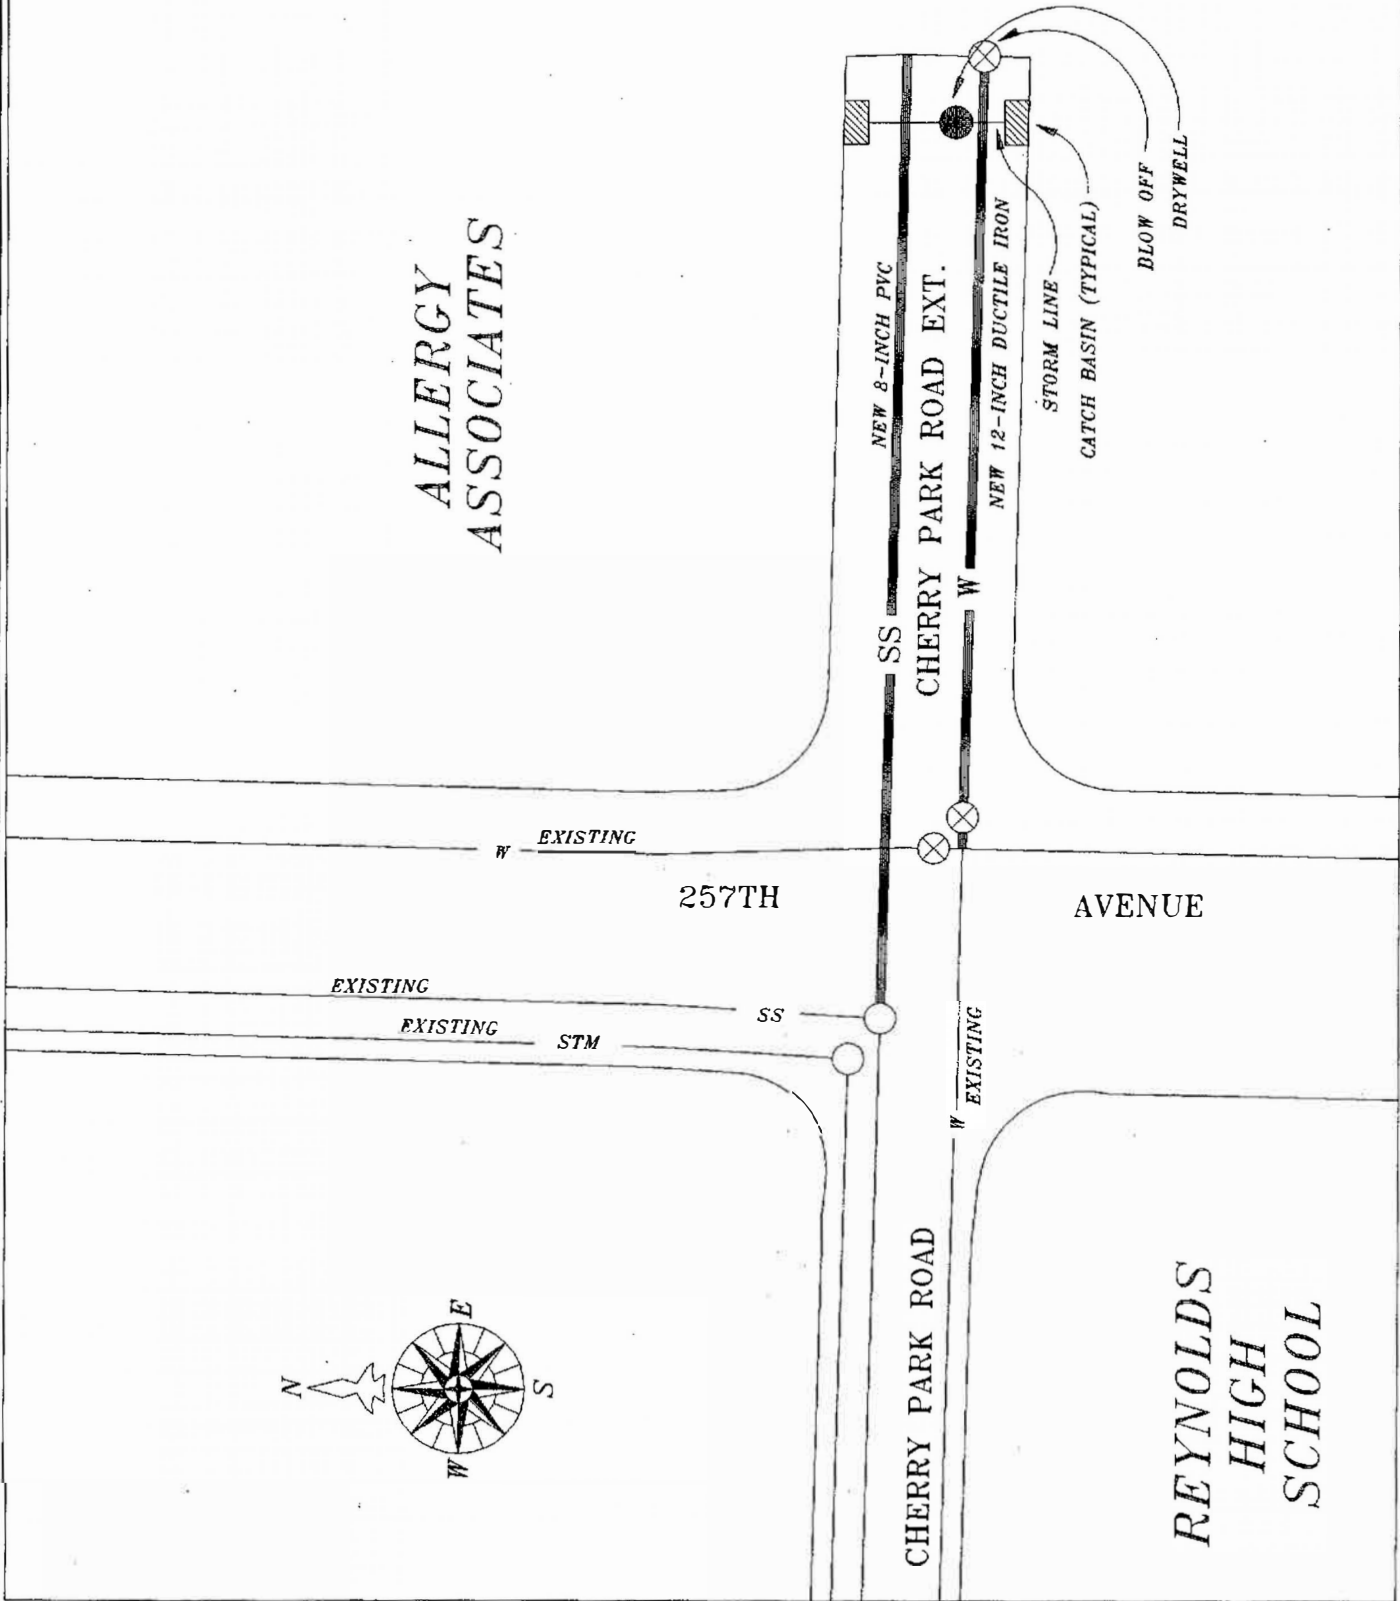 ALLERGY
ASSOCIATES
NEW 8-INCH PVC
CHERRY PARK ROAD EXT.
NEW 12-INCH DUCTILE IRON
STORM LINE
CATCH BASIN (TYPICAL)
BLOW OFF
DRYWELL
SS
W
W
EXISTING
257TH
AVENUE
EXISTING
SS
EXISTING
STM
W
EXISTING
CHERRY PARK ROAD
N
E
S
W
REYNOLDS
HIGH
SCHOOL